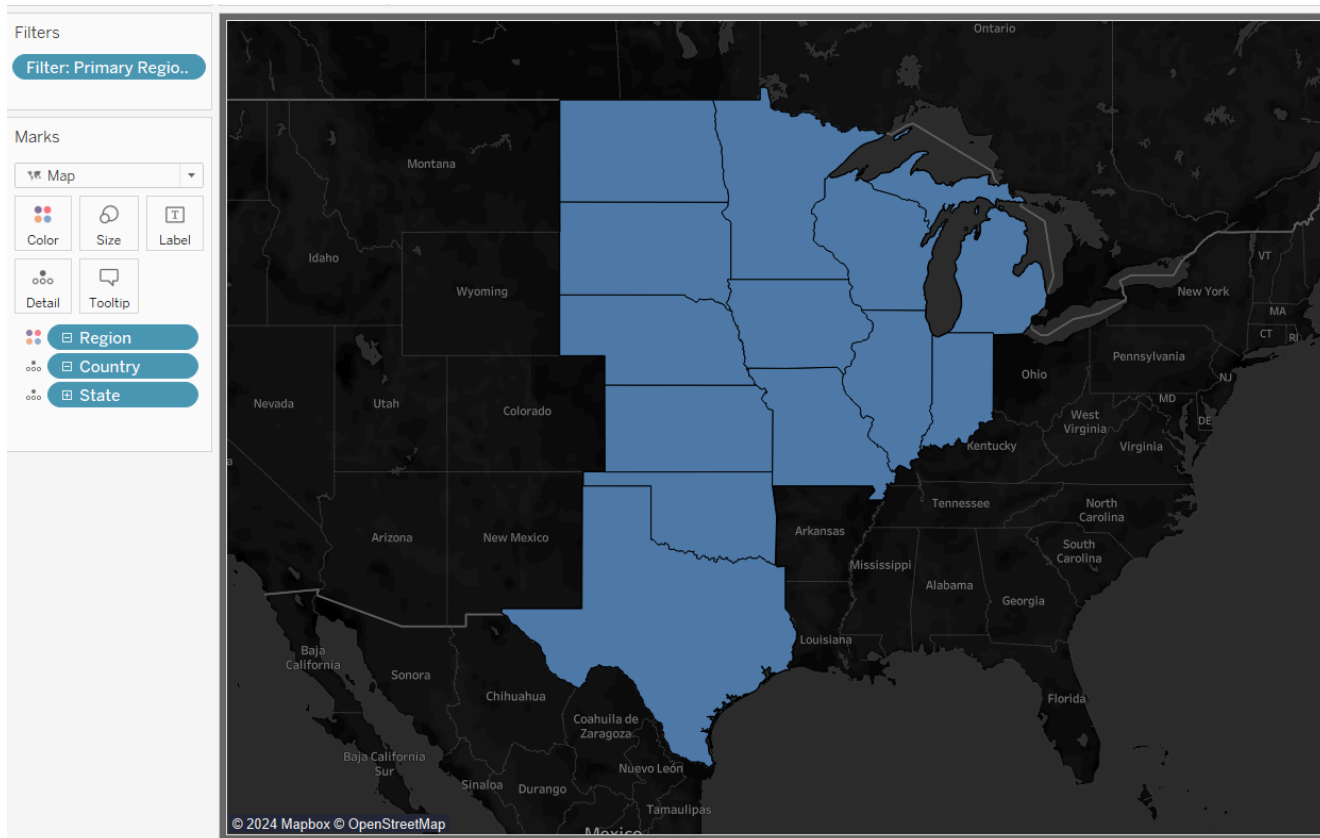 Filters
Filter: Primary Regio..
Marks
Map
Color
Size
Label
T
Detail
Tooltip
Region
Country
State
Ontario
Montana
Idaho
Wyoming
VT
New York
MA
CT
RI
Pennsylvania
NJ
Ohio
MD
DE
Nevada
Utah
Colorado
West
Virginia
Virginia
Kentucky
a
Tennessee
North
Carolina
Arizona
New Mexico
Arkansas
South
Carolina
Mississippi
Alabama
Georgia
Louisiana
Baja
California
Sonora
Chihuahua
Florida
Coahuila de
Zaragoza
Baja California
Sur
Nuevo León
Sinaloa
Durango
Tamaulipas
Mexico
© 2024 Mapbox © OpenStreetMap